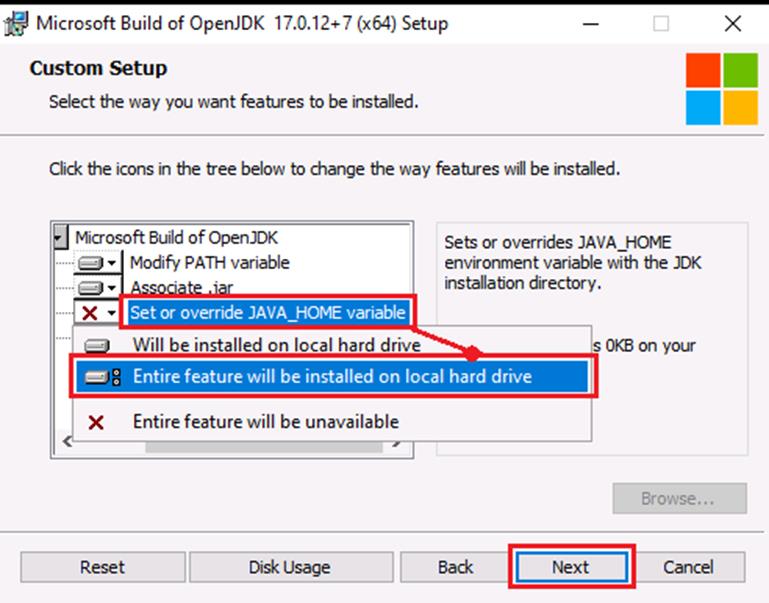 Microsoft Build of OpenJDK 17.0.12+7 (x64) Setup
Custom Setup
Select the way you want features to be installed.
Click the icons in the tree below to change the way features will be installed.
Microsoft Build of OpenJDK
Modify PATH variable
Associate .jar
Set or override JAVA_HOME variable
Will be installed on local hard drive
Entire feature will be installed on local hard drive
Entire feature will be unavailable
Sets or overrides JAVA_HOME
environment variable with the JDK
installation directory.
s 0KB on your
Browse...
Reset
Disk Usage
Back
Next
Cancel